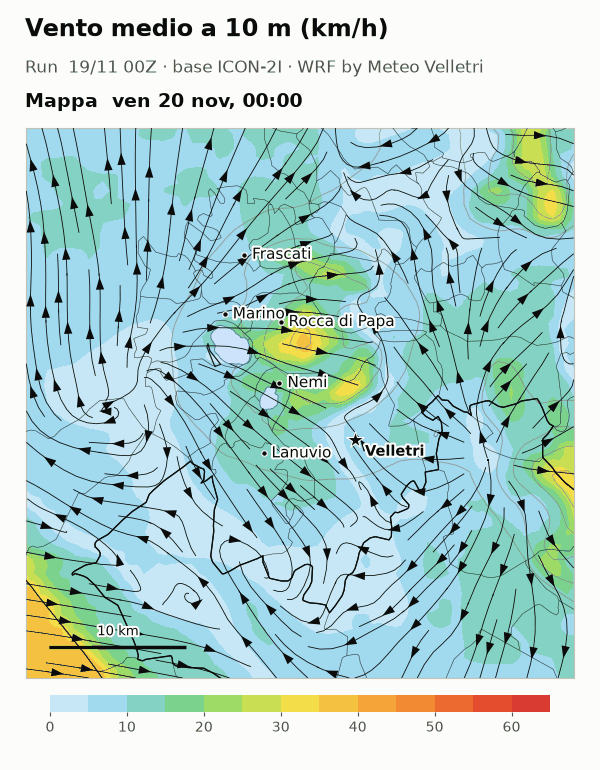 Vento medio a 10 m (km/h)
Run 19/11 00Z · base ICON-2I · WRF by Meteo Velletri
Mappa ven 20 nov, 00:00
Frascati
Marino
Rocca di Papa
Nemi
Velletri
Lanuvio
10 km
0 10 20 30 40 50 60